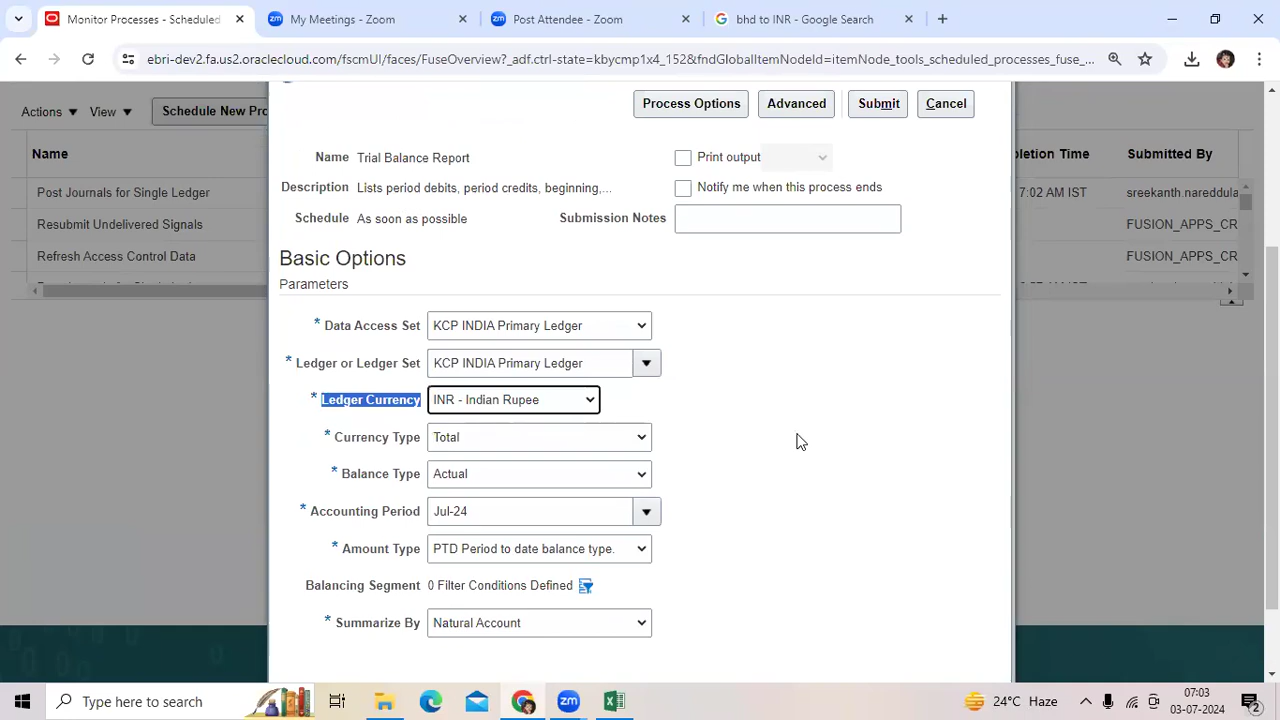 Monitor Processes - Scheduled
My Meetings - Zoom
Post Attendee - Zoom
bhd to INR - Google Search
ebri-dev2.fa.us2.oraclecloud.com/fscmUI/faces/FuseOverview?_adf.ctrl-state=kbycmp1x4_152&fndGlobalItemNodeId=itemNode_tools_scheduled_processes_fuse_...
Actions View Schedule New Pro
Process Options Advanced Submit Cancel
Name
Completion Time Submitted By
Post Journals for Single Ledger
7:02 AM IST sreekanth.nareddula
Resubmit Undelivered Signals
FUSION_APPS_CR
Refresh Access Control Data
FUSION_APPS_CR
Name Trial Balance Report
Print output
Description Lists period debits, period credits, beginning,...
Notify me when this process ends
Schedule As soon as possible
Submission Notes
Basic Options
Parameters
* Data Access Set KCP INDIA Primary Ledger
* Ledger or Ledger Set KCP INDIA Primary Ledger
* Ledger Currency INR - Indian Rupee
* Currency Type Total
* Balance Type Actual
* Accounting Period Jul-24
* Amount Type PTD Period to date balance type.
Balancing Segment 0 Filter Conditions Defined
* Summarize By Natural Account
Type here to search
24°C Haze
07:03
03-07-2024
2